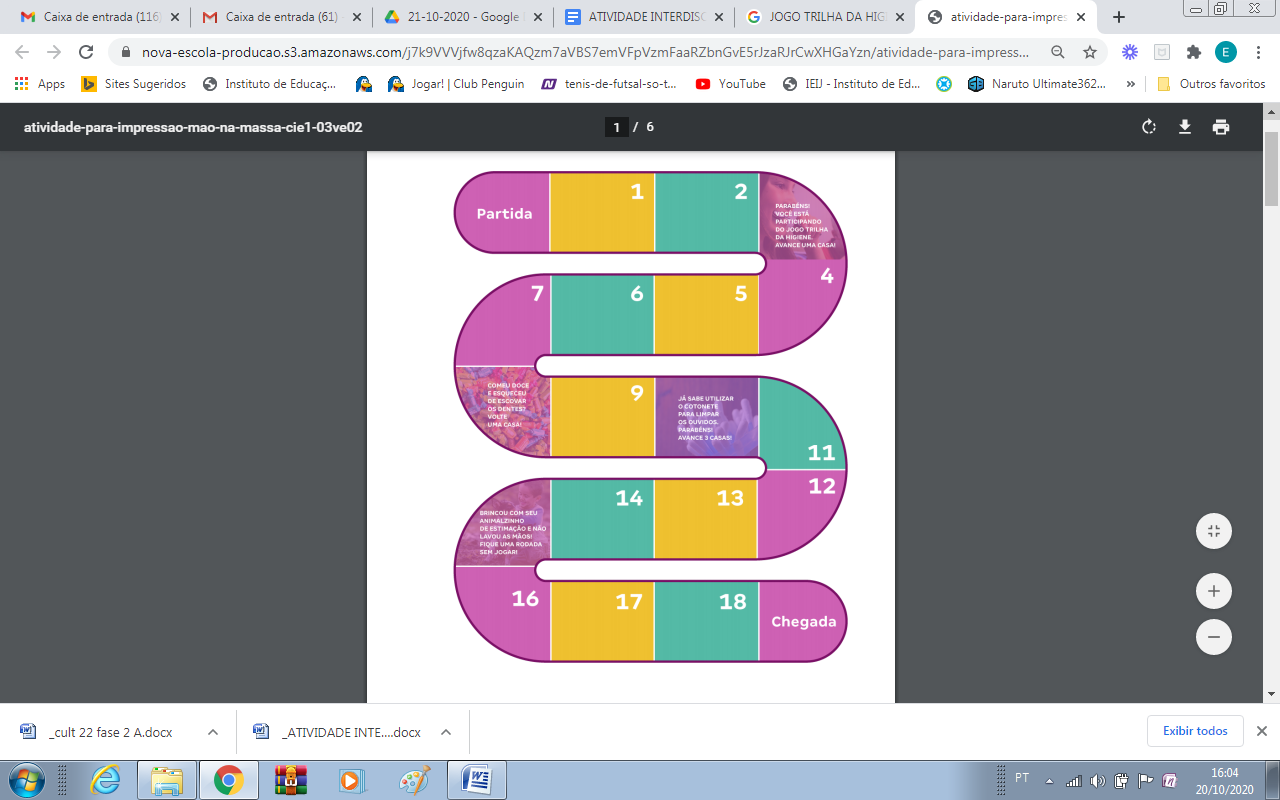 Caixa de entrada (116)
Caixa de entrada (61)
21-10-2020 - Google
ATIVIDADE INTERDISC
JOGO TRILHA DA HIG
atividade-para-impres
nova-escola-producao.s3.amazonaws.com/j7k9VVVjfw8qzaKAQzm7aVBS7emVFpVzmFaaRZbnGvE5rJzaRJrCwXHGaYzn/atividade-para-impress...
E
Apps
Sites Sugeridos
Instituto de Educaç...
Jogar! | Club Penguin
tenis-de-futsal-so-t...
YouTube
IEIJ - Instituto de Ed...
Naruto Ultimate362...
»
Outros favoritos
atividade-para-impressao-mao-na-massa-cie1-03ve02
1 / 6
Partida
1
2
PARABÉNS!
VOCÊ ESTÁ
PARTICIPANDO
DO JOGO TRILHA
DA HIGIENE.
AVANCE UMA CASA!
4
5
6
7
COMEU DOCE
E ESQUECEU
DE ESCOVAR
OS DENTES?
VOLTE
UMA CASA!
9
JÁ SABE UTILIZAR
O COTONETE
PARA LIMPAR
OS OUVIDOS.
PARABÉNS!
AVANCE 3 CASAS!
11
12
13
14
BRINCOU COM SEU
ANIMALZINHO
DE ESTIMAÇÃO E NÃO
LAVOU AS MÃOS!
FIQUE UMA RODADA
SEM JOGAR!
16
17
18
Chegada
_cult 22 fase 2 A.docx
_ATIVIDADE INTE....docx
Exibir todos
PT
16:04
20/10/2020